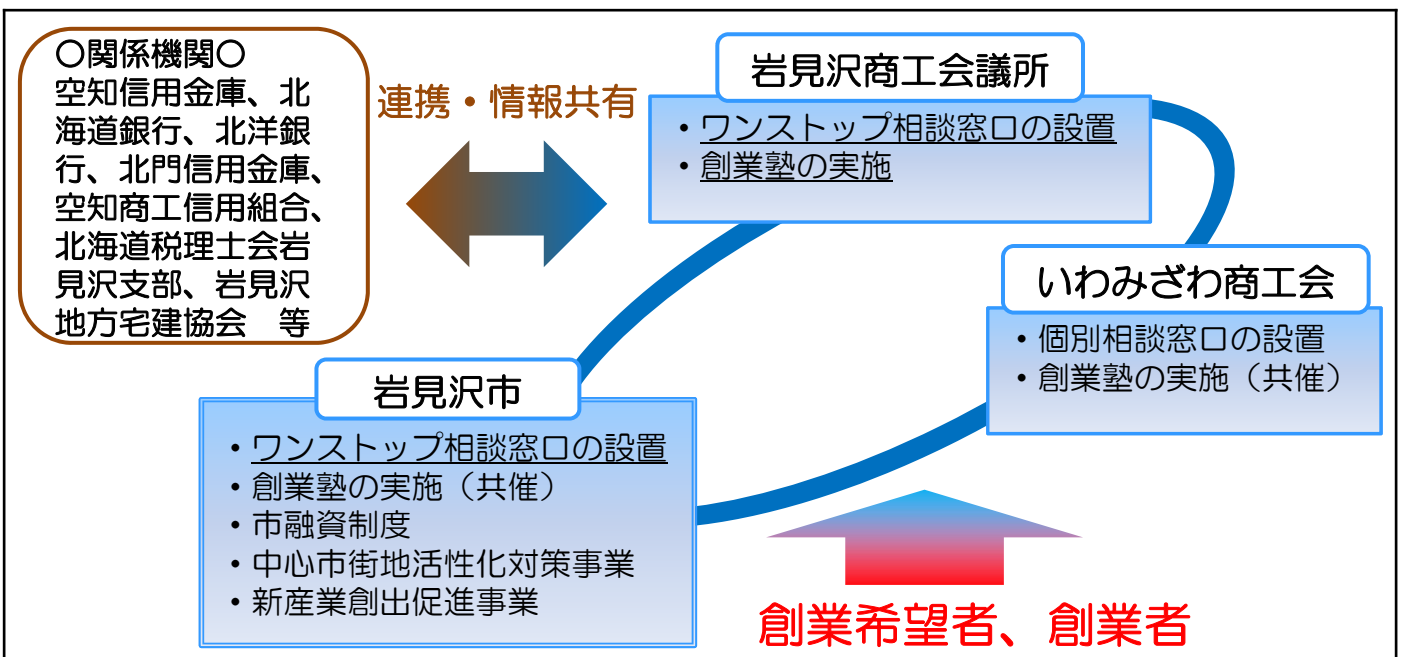 〇関係機関〇
空知信用金庫、北
海道銀行、北洋銀
行、北門信用金庫、
空知商工信用組合、
北海道税理士会岩
見沢支部、岩見沢
地方宅建協会　等
連携・情報共有
岩見沢商工会議所
・ワンストップ相談窓口の設置
・創業塾の実施
いわみざわ商工会
・個別相談窓口の設置
・創業塾の実施（共催）
岩見沢市
・ワンストップ相談窓口の設置
・創業塾の実施（共催）
・市融資制度
・中心市街地活性化対策事業
・新産業創出促進事業
創業希望者、創業者